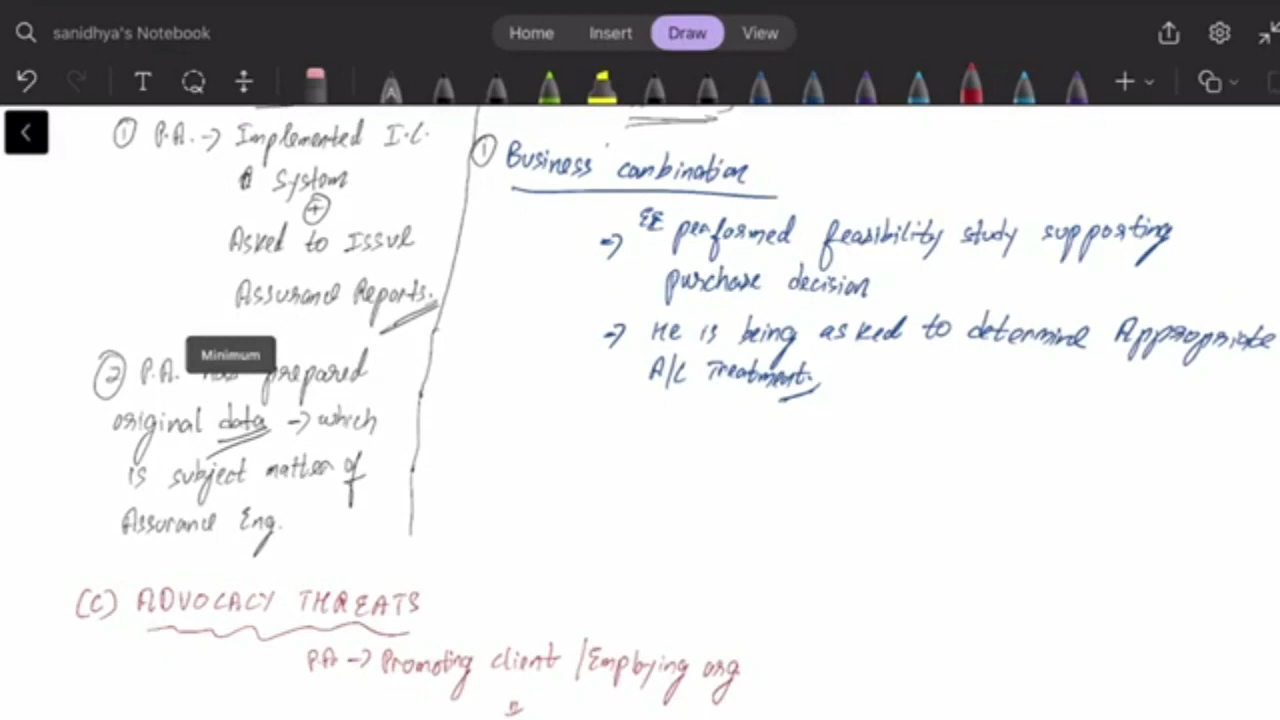 sanidhya's Notebook
Home Insert Draw View
① P.A. → Implemented I.C.
System
+
Asked to Issue
Assurance Reports.
Minimum
② P.A. prepared
original data → which
is subject matter of
Assurance Eng.
① Business combination
→ performed feasibility study supporting
purchase decision
→ He is being asked to determine Appropriate
A/c Treatment.
(C) ADVOCACY THREATS
P.A → Promoting client / Employing org